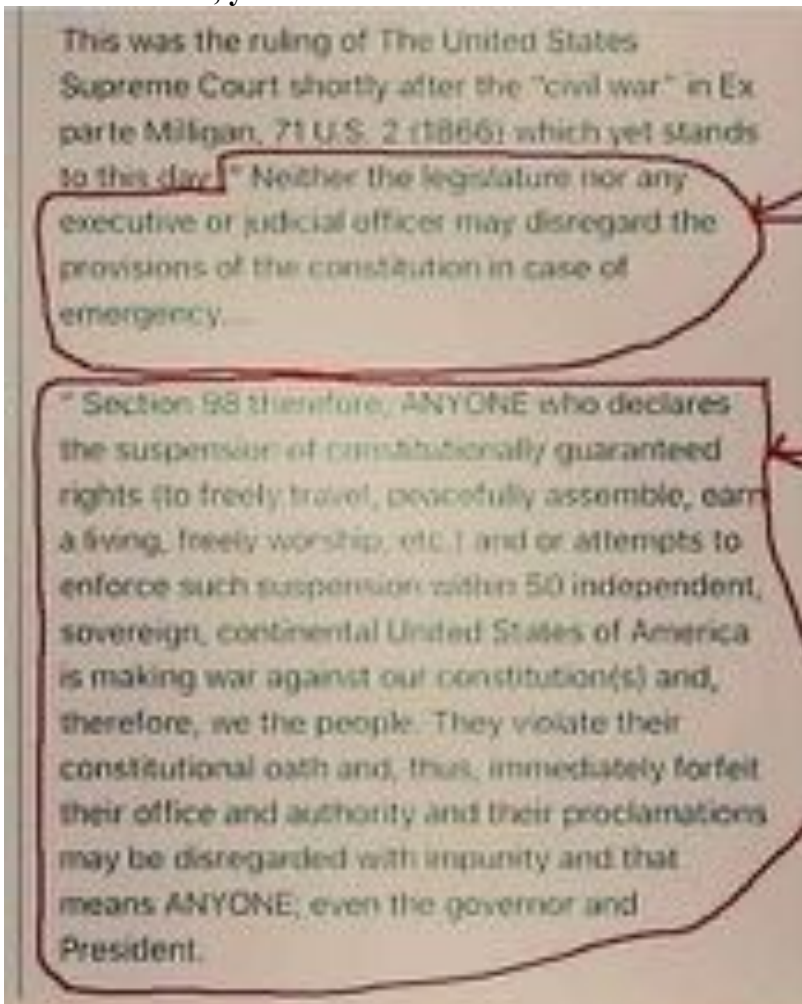 This was the ruling of The United States
Supreme Court shortly after the "civil war" in Ex
parte Milligan, 71 U.S. 2 (1866) which yet stands
to this day: " Neither the legislature nor any
executive or judicial officer may disregard the
provisions of the constitution in case of
emergency....
" Section 98 therefore, ANYONE who declares
the suspension of constitutionally guaranteed
rights (to freely travel, peacefully assemble, earn
a living, freely worship, etc.) and or attempts to
enforce such suspension within 50 independent,
sovereign, continental United States of America
is making war against our constitution(s) and,
therefore, we the people. They violate their
constitutional oath and, thus, immediately forfeit
their office and authority and their proclamations
may be disregarded with impunity and that
means ANYONE; even the governor and
President.